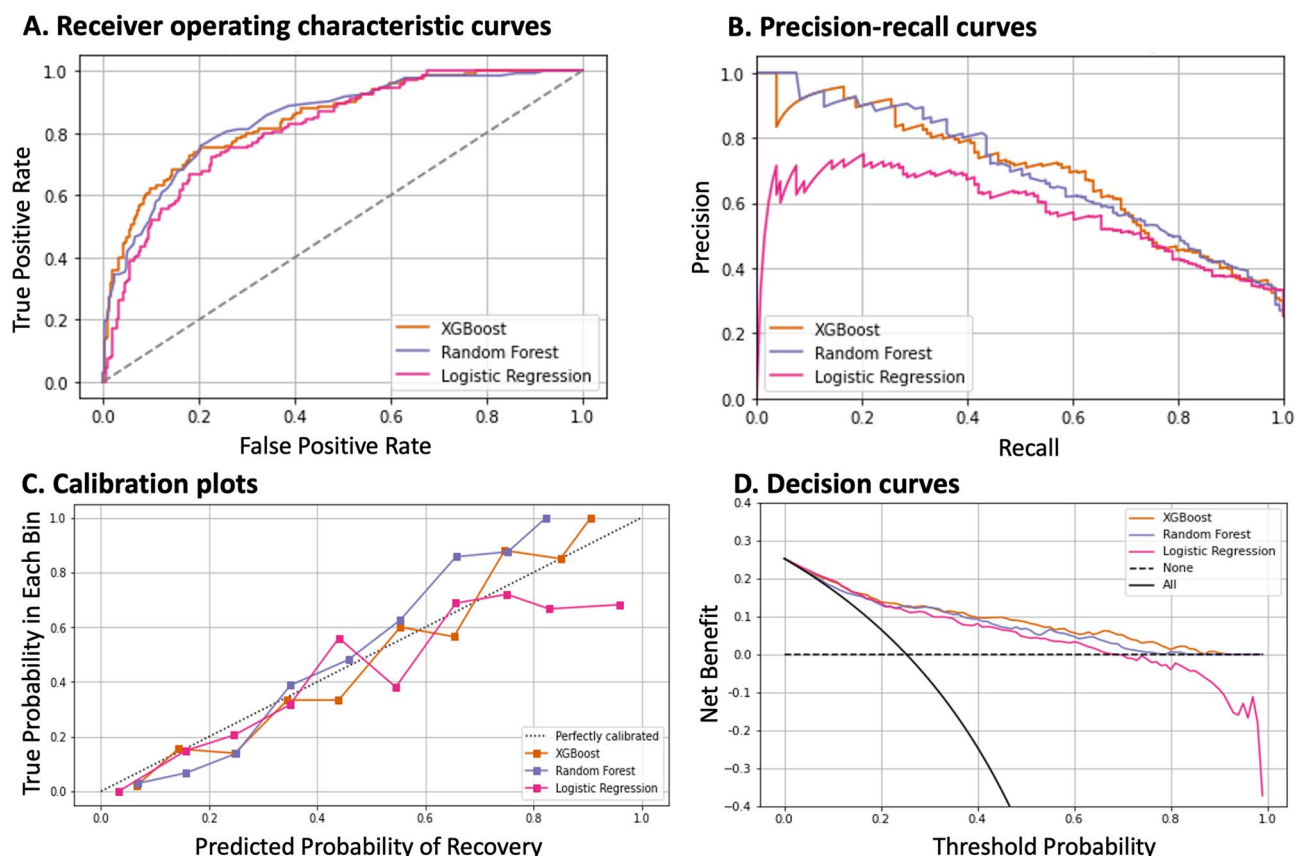 A. Receiver operating characteristic curves
True Positive Rate
1.0
0.8
0.6
0.4
0.2
0.0
XGBoost
Random Forest
Logistic Regression
0.0 0.2 0.4 0.6 0.8 1.0
False Positive Rate
B. Precision-recall curves
Precision
1.0
0.8
0.6
0.4
0.2
0.0
XGBoost
Random Forest
Logistic Regression
0.0 0.2 0.4 0.6 0.8 1.0
Recall
C. Calibration plots
True Probability in Each Bin
1.0
0.8
0.6
0.4
0.2
0.0
Perfectly calibrated
XGBoost
Random Forest
Logistic Regression
0.0 0.2 0.4 0.6 0.8 1.0
Predicted Probability of Recovery
D. Decision curves
Net Benefit
0.4
0.3
0.2
0.1
0.0
−0.1
−0.2
−0.3
−0.4
XGBoost
Random Forest
Logistic Regression
None
All
0.0 0.2 0.4 0.6 0.8 1.0
Threshold Probability